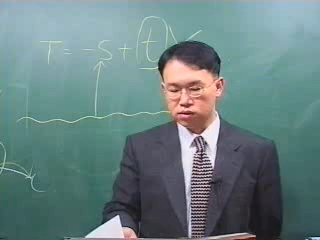 T = -S + (t)